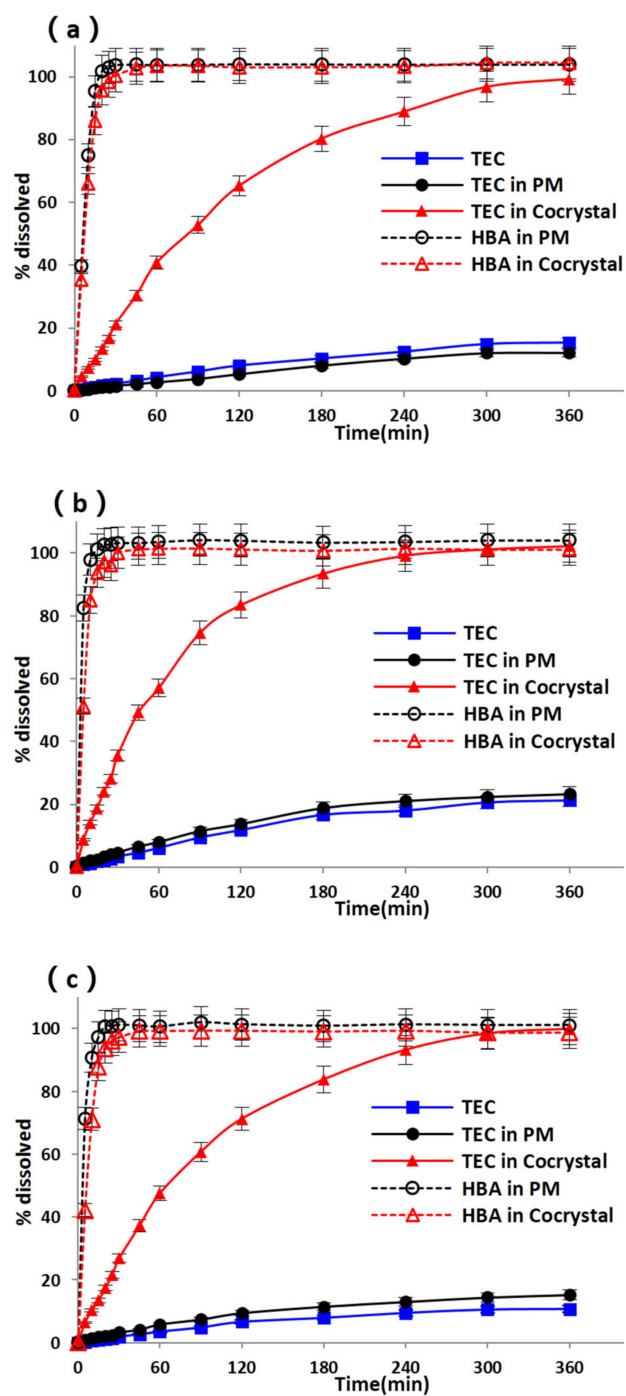 ( a )
100
80
60
40
20
0
% dissolved
TEC
TEC in PM
TEC in Cocrystal
HBA in PM
HBA in Cocrystal
0 60 120 180 240 300 360
Time(min)
( b )
100
80
60
40
20
0
% dissolved
TEC
TEC in PM
TEC in Cocrystal
HBA in PM
HBA in Cocrystal
0 60 120 180 240 300 360
Time(min)
( c )
100
80
60
40
20
0
% dissolved
TEC
TEC in PM
TEC in Cocrystal
HBA in PM
HBA in Cocrystal
0 60 120 180 240 300 360
Time(min)